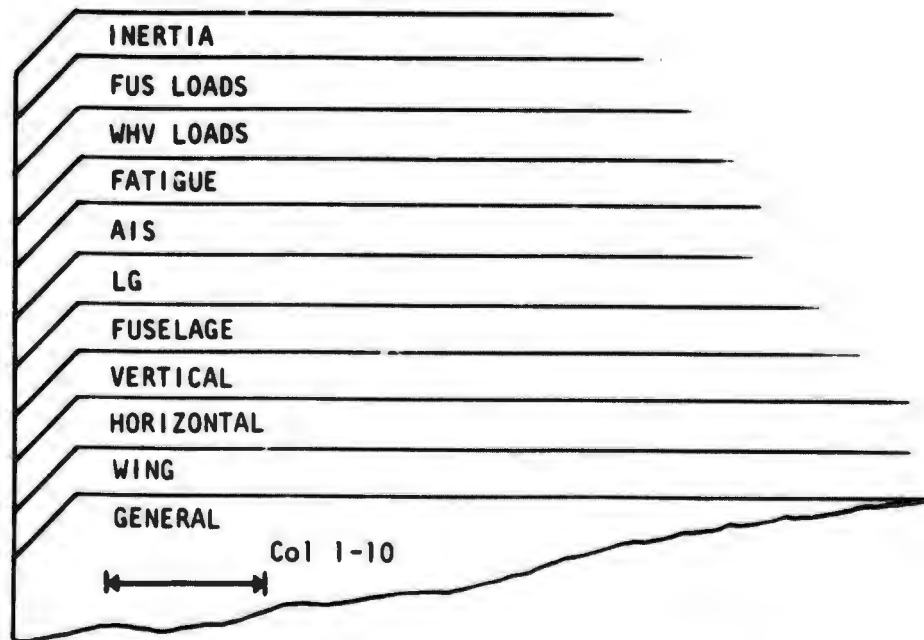 INERTIA
FUS LOADS
WHV LOADS
FATIGUE
AIS
LG
FUSELAGE
VERTICAL
HORIZONTAL
WING
GENERAL
Col 1-10